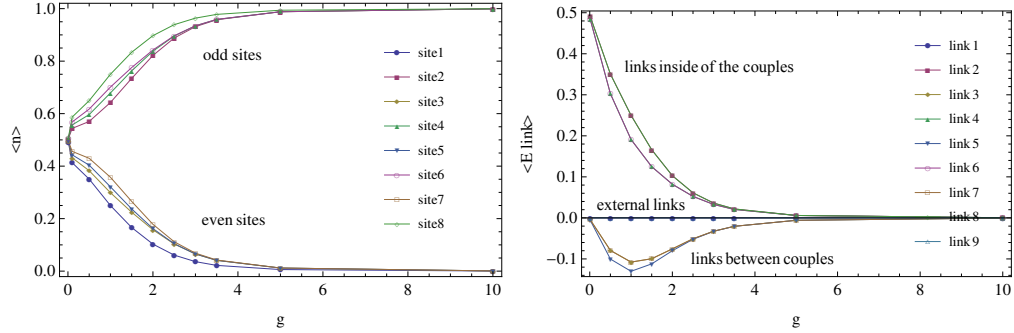 1.0
0.8
0.6
0.4
0.2
0.0
<n>
0 2 4 6 8 10
g
odd sites
even sites
site1
site2
site3
site4
site5
site6
site7
site8
0.5
0.4
0.3
0.2
0.1
0.0
−0.1
<E link>
0 2 4 6 8 10
g
links inside of the couples
external links
links between couples
link 1
link 2
link 3
link 4
link 5
link 6
link 7
link 8
link 9